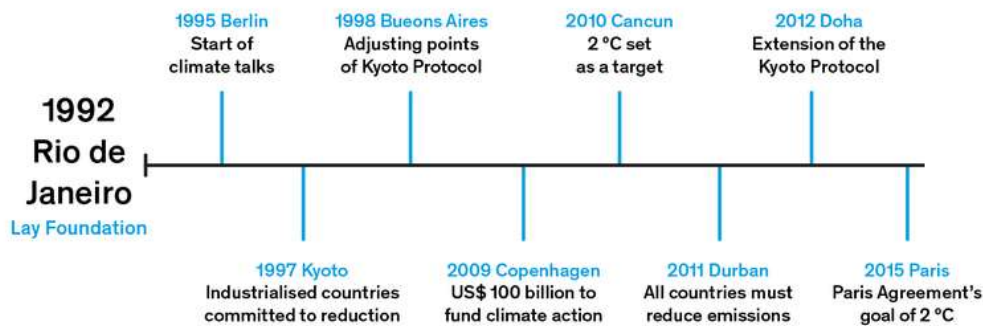 1995 Berlin
Start of
climate talks
1998 Bueons Aires
Adjusting points
of Kyoto Protocol
2010 Cancun
2 ºC set
as a target
2012 Doha
Extension of the
Kyoto Protocol
1992
Rio de
Janeiro
Lay Foundation
1997 Kyoto
Industrialised countries
committed to reduction
2009 Copenhagen
US$ 100 billion to
fund climate action
2011 Durban
All countries must
reduce emissions
2015 Paris
Paris Agreement's
goal of 2 ºC